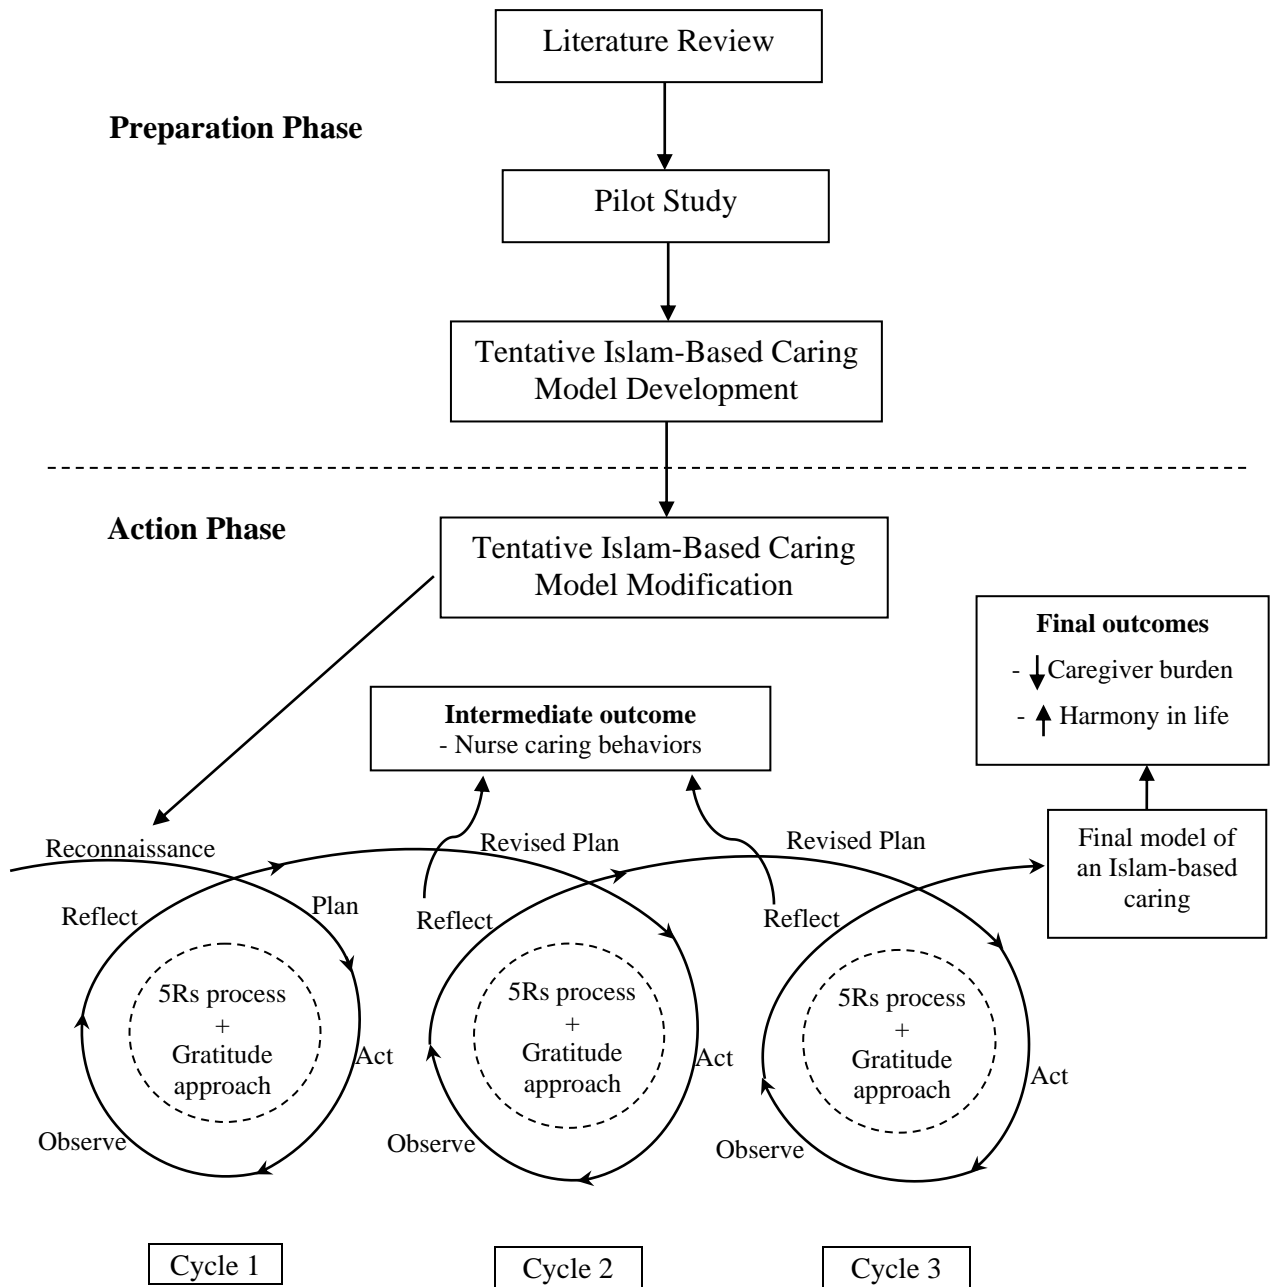 Literature Review
Preparation Phase
Pilot Study
Tentative Islam-Based Caring
Model Development
Action Phase
Tentative Islam-Based Caring
Model Modification
Final outcomes
- Caregiver burden
- Harmony in life
Intermediate outcome
- Nurse caring behaviors
Reconnaissance
Revised Plan
Revised Plan
Final model of
an Islam-based
caring
Reflect
Plan
Reflect
Reflect
5Rs process
+
Gratitude
approach
5Rs process
+
Gratitude
approach
5Rs process
+
Gratitude
approach
Act
Act
Act
Observe
Observe
Observe
Cycle 1
Cycle 2
Cycle 3